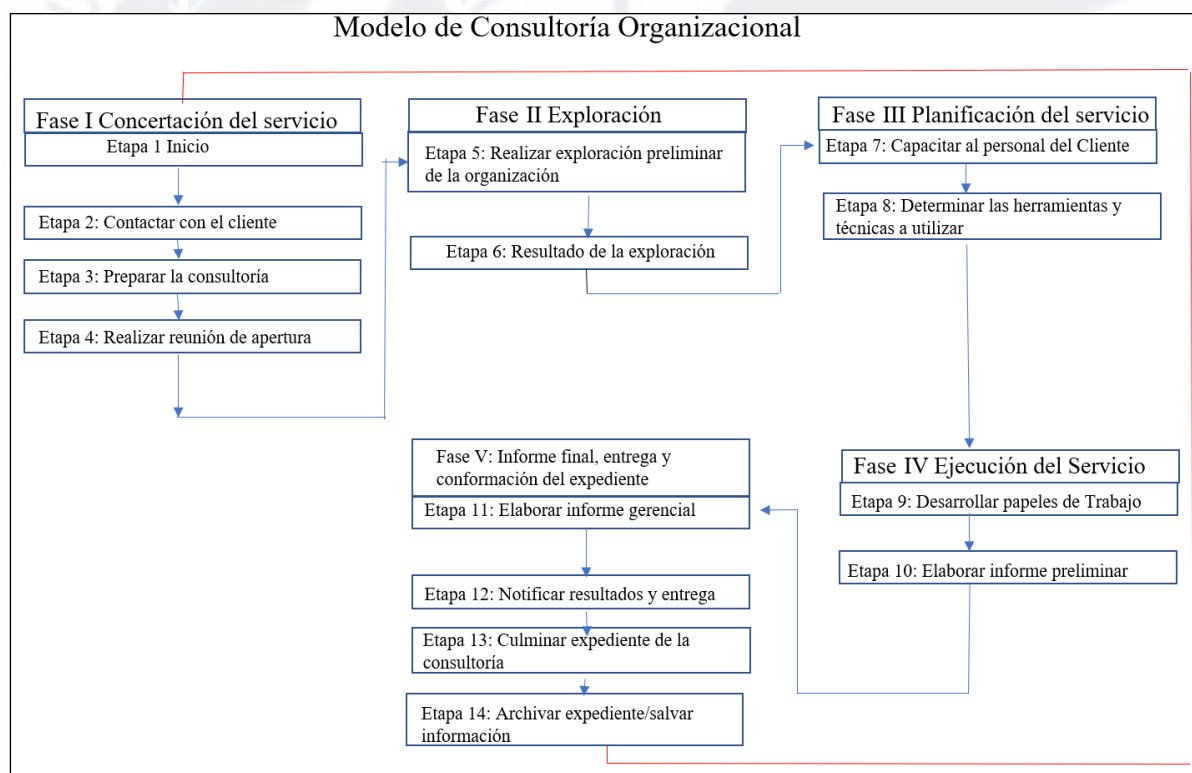 Modelo de Consultoría Organizacional
Fase I Concertación del servicio
Etapa 1 Inicio
Etapa 2: Contactar con el cliente
Etapa 3: Preparar la consultoría
Etapa 4: Realizar reunión de apertura
Fase II Exploración
Etapa 5: Realizar exploración preliminar
de la organización
Etapa 6: Resultado de la exploración
Fase III Planificación del servicio
Etapa 7: Capacitar al personal del Cliente
Etapa 8: Determinar las herramientas y
técnicas a utilizar
Fase IV Ejecución del Servicio
Etapa 9: Desarrollar papeles de Trabajo
Etapa 10: Elaborar informe preliminar
Fase V: Informe final, entrega y
conformación del expediente
Etapa 11: Elaborar informe gerencial
Etapa 12: Notificar resultados y entrega
Etapa 13: Culminar expediente de la
consultoría
Etapa 14: Archivar expediente/salvar
información